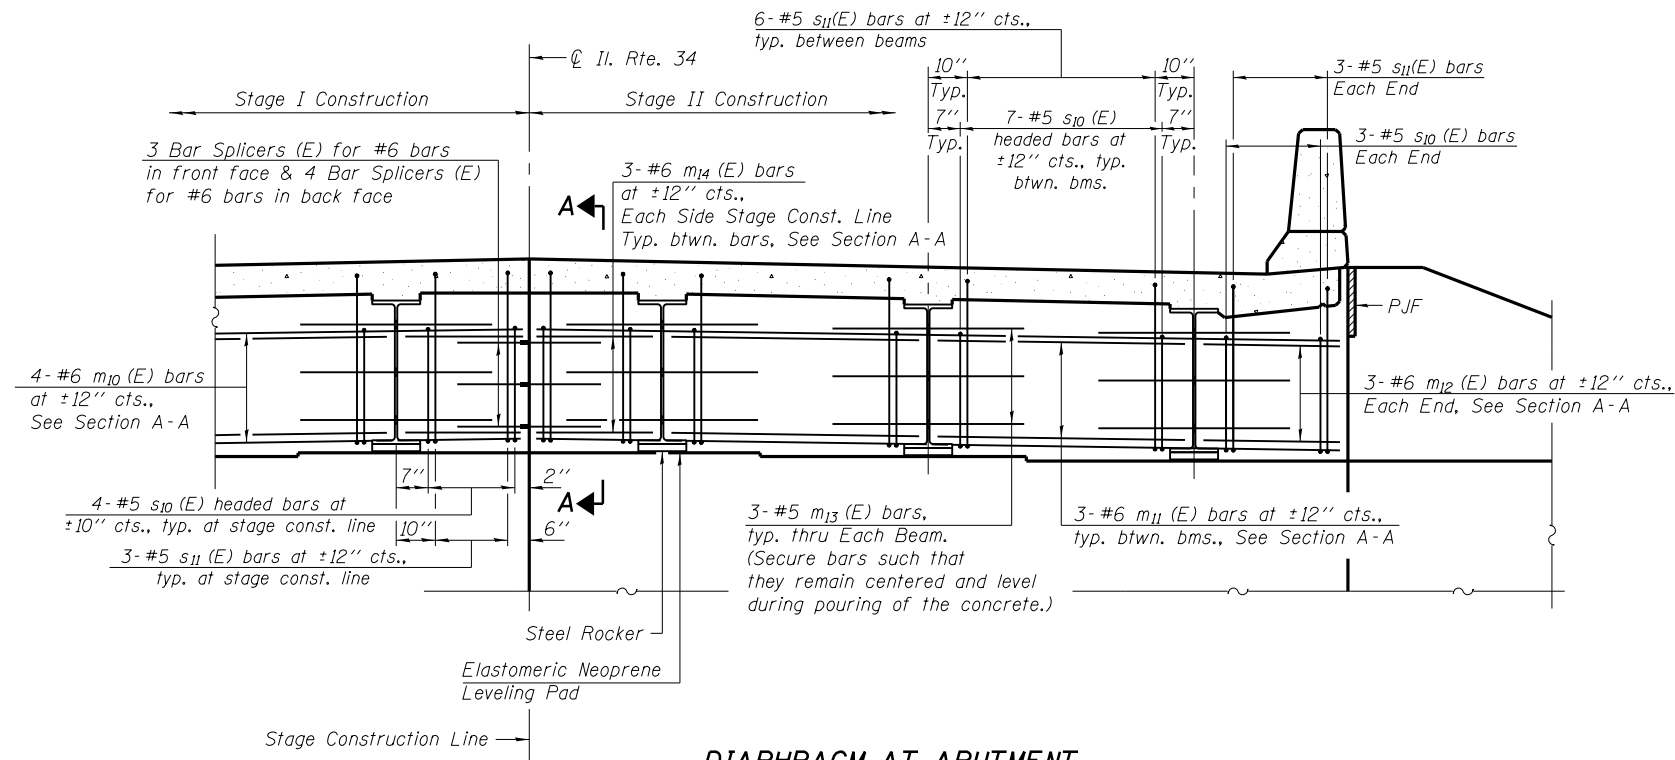 6-#5 s11(E) bars at ±12" cts.,
typ. between beams
℄ Il. Rte. 34
10"
Typ.
10"
Typ.
3-#5 s11(E) bars
Each End
Stage I Construction
Stage II Construction
7"
Typ.
7-#5 s10 (E)
headed bars at
±12" cts., typ.
btwn. bms.
7"
Typ.
3-#5 s10 (E) bars
Each End
3 Bar Splicers (E) for #6 bars
in front face & 4 Bar Splicers (E)
for #6 bars in back face
3-#6 m14 (E) bars
at ±12" cts.,
Each Side Stage Const. Line
Typ. btwn. bars, See Section A-A
A
PJF
4-#6 m10 (E) bars
at ±12" cts.,
See Section A-A
3-#6 m12 (E) bars at ±12" cts.,
Each End, See Section A-A
7"
2"
A
4-#5 s10 (E) headed bars at
±10" cts., typ. at stage const. line
10"
6"
3-#5 s11 (E) bars at ±12" cts.,
typ. at stage const. line
3-#5 m13 (E) bars,
typ. thru Each Beam.
(Secure bars such that
they remain centered and level
during pouring of the concrete.)
3-#6 m11 (E) bars at ±12" cts.,
typ. btwn. bms., See Section A-A
Steel Rocker
Elastomeric Neoprene
Leveling Pad
Stage Construction Line
DIAPHRAGM AT ABUTMENT